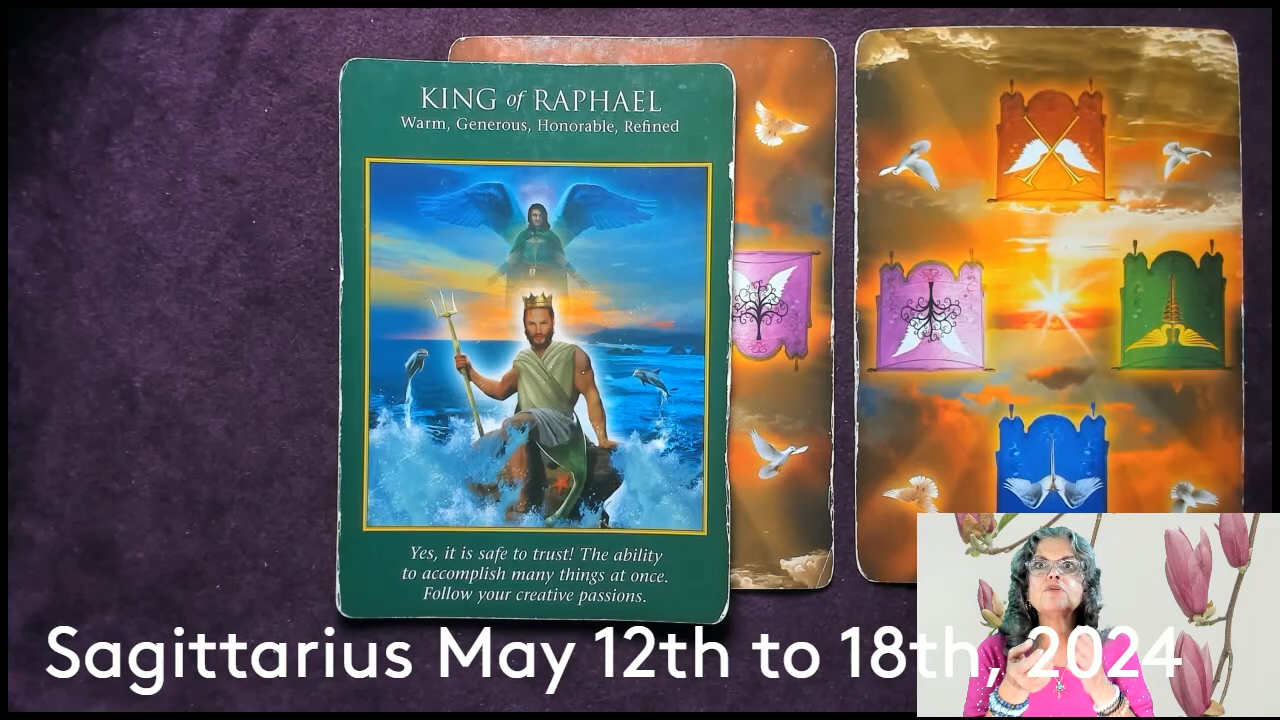 KING of RAPHAEL
Warm, Generous, Honorable, Refined
Yes, it is safe to trust! The ability
to accomplish many things at once.
Follow your creative passions.
Sagittarius May 12th to 18th, 2024